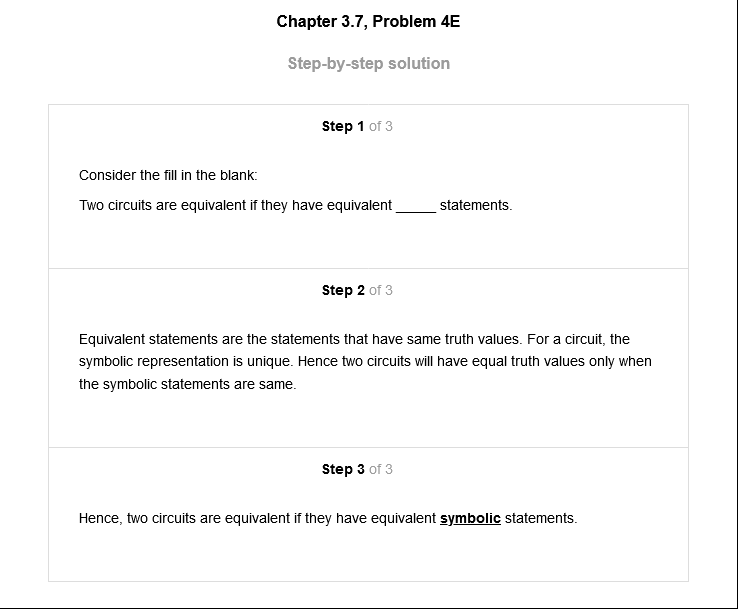 Chapter 3.7, Problem 4E
Step-by-step solution
Step 1 of 3
Consider the fill in the blank:
Two circuits are equivalent if they have equivalent _____ statements.
Step 2 of 3
Equivalent statements are the statements that have same truth values. For a circuit, the
symbolic representation is unique. Hence two circuits will have equal truth values only when
the symbolic statements are same.
Step 3 of 3
Hence, two circuits are equivalent if they have equivalent symbolic statements.